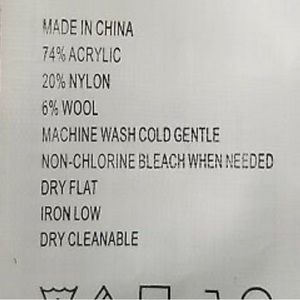 MADE IN CHINA
74% ACRYLIC
20% NYLON
6% WOOL
MACHINE WASH COLD GENTLE
NON-CHLORINE BLEACH WHEN NEEDED
DRY FLAT
IRON LOW
DRY CLEANABLE